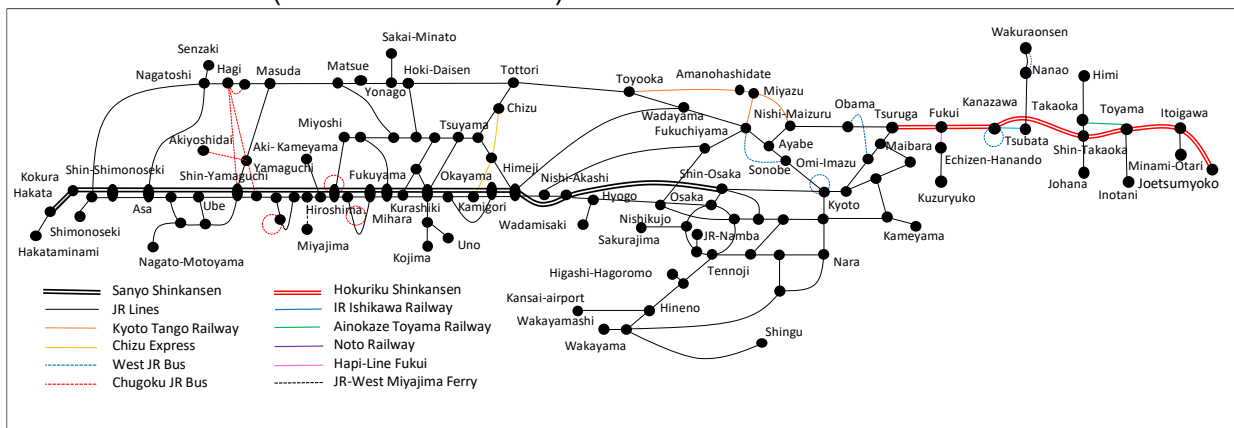 Sakai-Minato
Wakuraonsen
Senzaki
Hagi
Masuda
Matsue
Hoki-Daisen
Tottori
Nagatoshi
Yonago
Toyooka
Amanohashidate
Miyazu
Nanao
Himi
Obama
Kanazawa
Takaoka
Toyama
Itoigawa
Chizu
Wadayama
Nishi-Maizuru
Tsuruga
Fukui
Akiyoshidai
Miyoshi
Tsuyama
Fukuchiyama
Ayabe
Maibara
Tsubata
Shin-Takaoka
Aki-Kameyama
Yamaguchi
Echizen-Hanando
Minami-Otari
Shin-Shimonoseki
Himeji
Sonobe
Omi-Imazu
Joetsumyoko
Kokura
Hakata
Shin-Yamaguchi
Fukuyama
Okayama
Nishi-Akashi
Shin-Osaka
Johana
Inotani
Kuzuryuko
Asa
Ube
Hiroshima
Mihara
Kurashiki
Kamigori
Hyogo
Osaka
Kyoto
Shimonoseki
Wadamisaki
Nishikujo
Kameyama
Hakataminami
Miyajima
Uno
Sakurajima
JR-Namba
Nagato-Motoyama
Kojima
Higashi-Hagoromo
Tennoji
Nara
Kansai-airport
Hineno
Wakayamashi
Wakayama
Shingu
Sanyo Shinkansen
JR Lines
Kyoto Tango Railway
Chizu Express
West JR Bus
Chugoku JR Bus
Hokuriku Shinkansen
IR Ishikawa Railway
Ainokaze Toyama Railway
Noto Railway
Hapi-Line Fukui
JR-West Miyajima Ferry